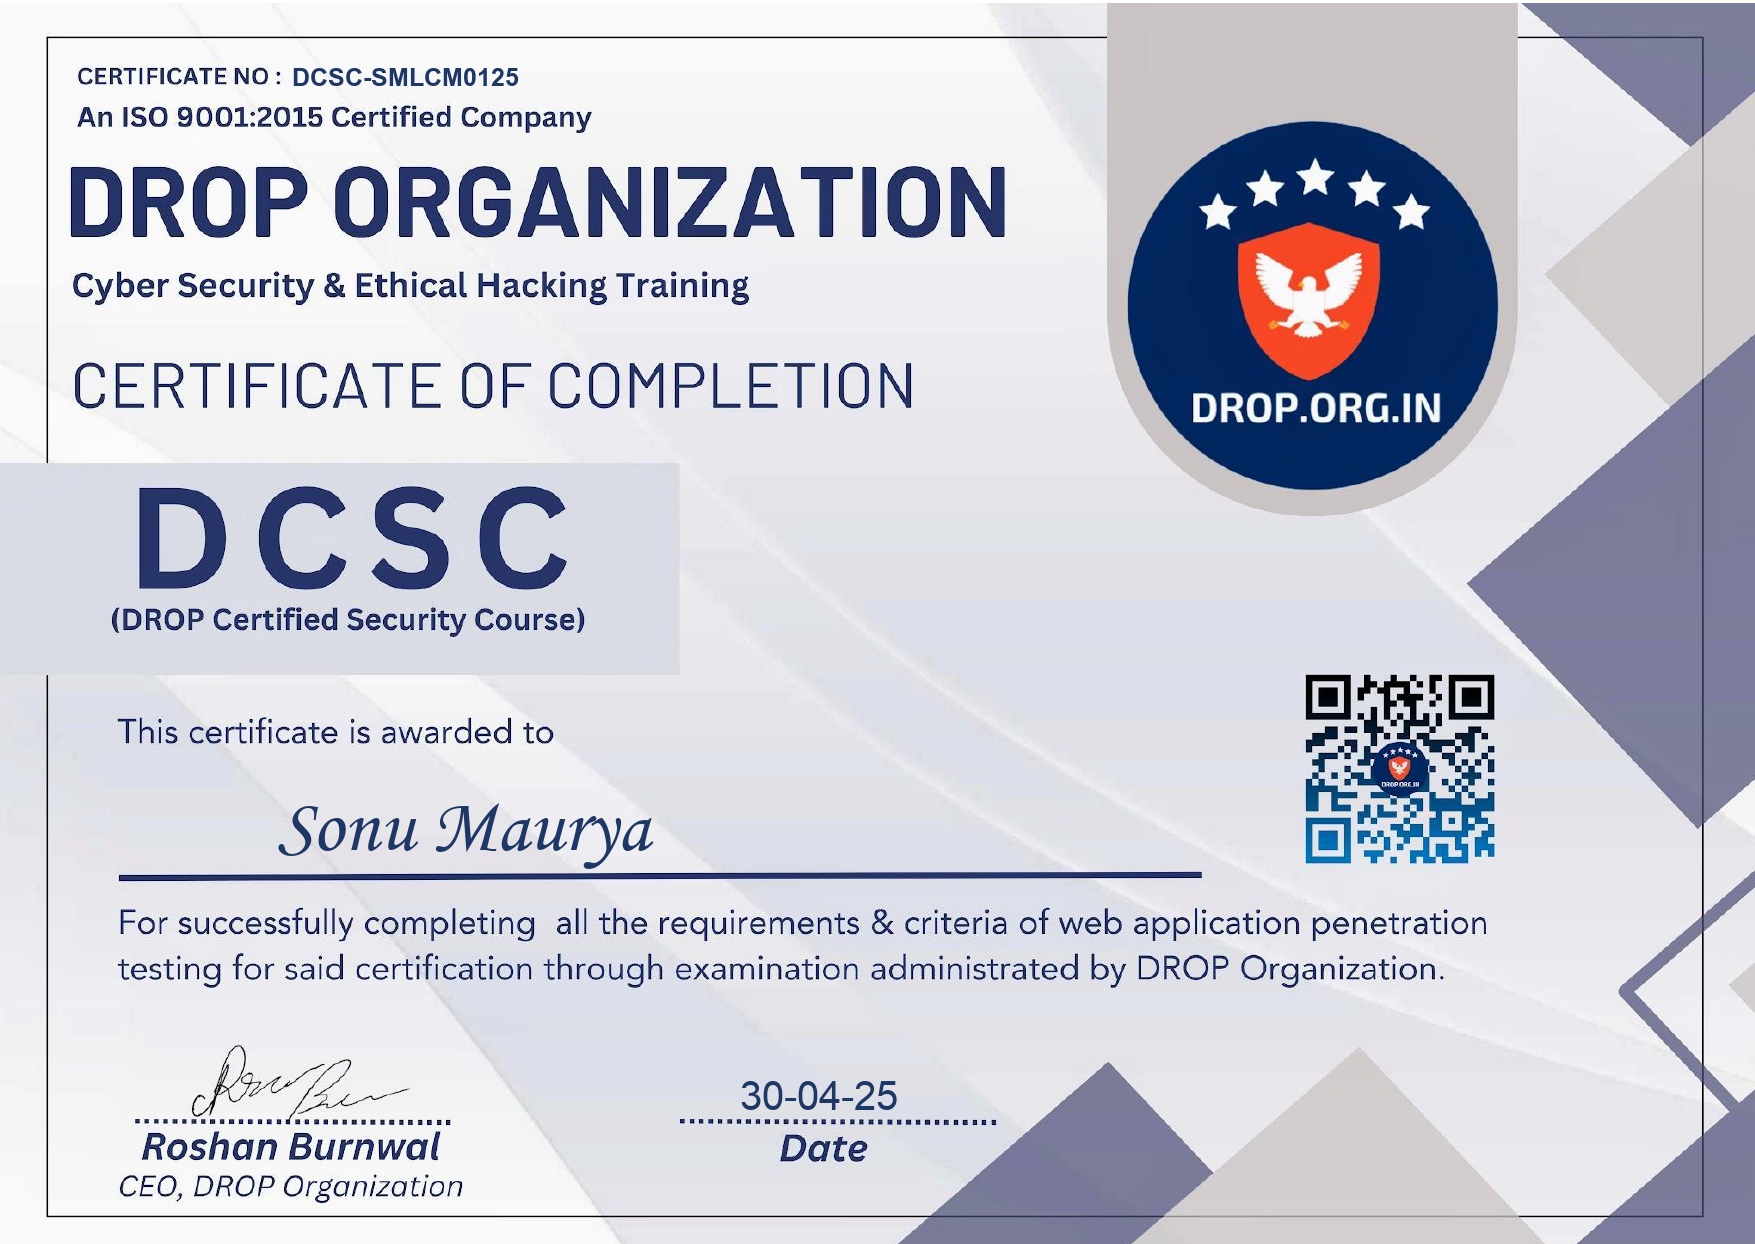 CERTIFICATE NO : DCSC-SMLCM0125
An ISO 9001:2015 Certified Company
DROP ORGANIZATION
Cyber Security & Ethical Hacking Training
CERTIFICATE OF COMPLETION
DROP.ORG.IN
DCSC
(DROP Certified Security Course)
This certificate is awarded to
DROP.ORG.IN
Sonu Maurya
For successfully completing all the requirements & criteria of web application penetration
testing for said certification through examination administrated by DROP Organization.
30-04-25
Roshan Burnwal
Date
CEO, DROP Organization